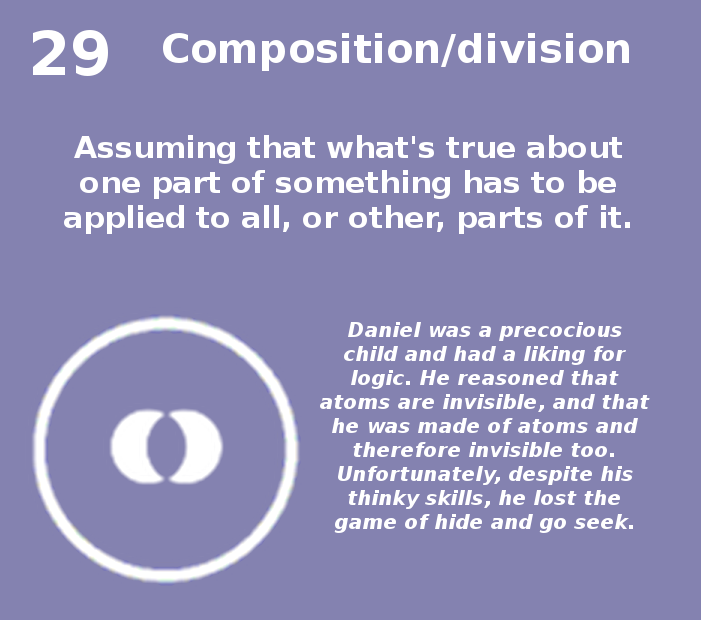 29 Composition/division
Assuming that what's true about
one part of something has to be
applied to all, or other, parts of it.
Daniel was a precocious
child and had a liking for
logic. He reasoned that
atoms are invisible, and that
he was made of atoms and
therefore invisible too.
Unfortunately, despite his
thinky skills, he lost the
game of hide and go seek.